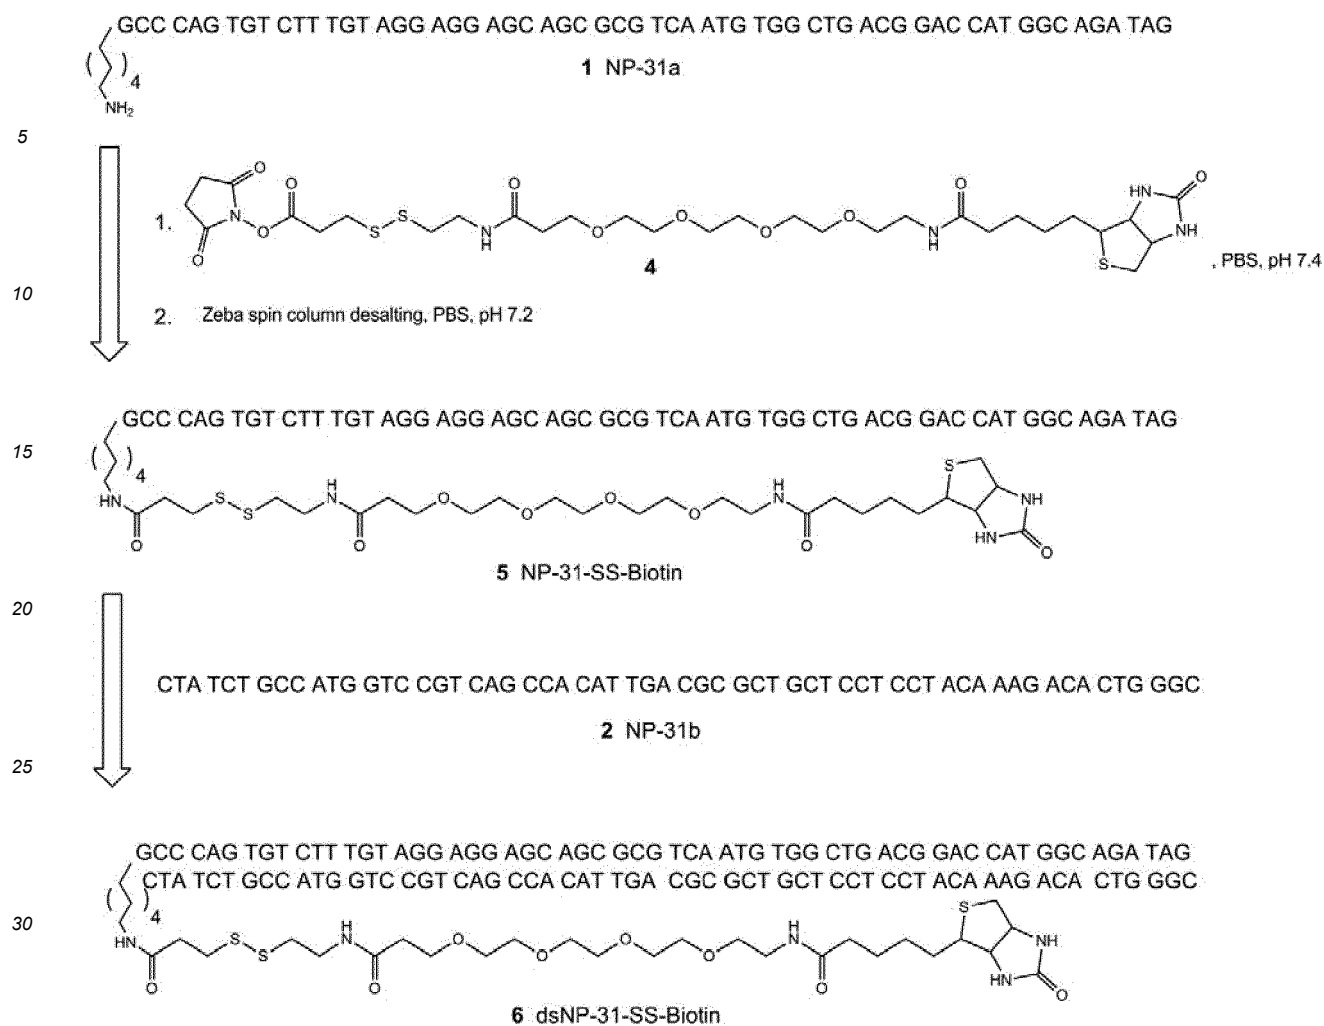 GCC CAG TGT CTT TGT AGG AGG AGC AGC GCG TCA ATG TGG CTG ACG GAC CAT GGC AGA TAG
1 NP-31a
( ) 4
NH2
5
O O
1. N O O S S N H O O O O O N H O HN O NH S
O
4
, PBS, pH 7.4
10
2. Zeba spin column desalting, PBS, pH 7.2
GCC CAG TGT CTT TGT AGG AGG AGC AGC GCG TCA ATG TGG CTG ACG GAC CAT GGC AGA TAG
15
( ) 4
HN O S S H N O O O O O H N O S NH HN O
5 NP-31-SS-Biotin
20
CTA TCT GCC ATG GTC CGT CAG CCA CAT TGA CGC GCT GCT CCT CCT ACA AAG ACA CTG GGC
2 NP-31b
25
GCC CAG TGT CTT TGT AGG AGG AGC AGC GCG TCA ATG TGG CTG ACG GAC CAT GGC AGA TAG
CTA TCT GCC ATG GTC CGT CAG CCA CAT TGA CGC GCT GCT CCT CCT ACA AAG ACA CTG GGC
( ) 4
30
HN O S S H N O O O O O H N O S NH HN O
6 dsNP-31-SS-Biotin